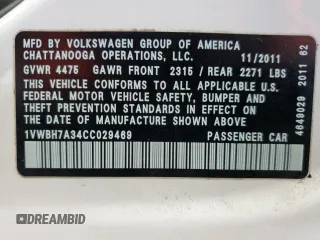 MFD BY VOLKSWAGEN GROUP OF AMERICA
CHATTANOOGA OPERATIONS, LLC. 11/2011
GVWR 4475 GAWR FRONT 2315 / REAR 2271 LBS
THIS VEHICLE CONFORMS TO ALL APPLICABLE U.S.
FEDERAL MOTOR VEHICLE SAFETY, BUMPER, AND
THEFT PREVENTION STANDARDS IN EFFECT ON THE
DATE OF MANUFACTURE SHOWN ABOVE.
1VWBH7A34CC029469 PASSENGER CAR
4649029 2011 62
DREAMBID